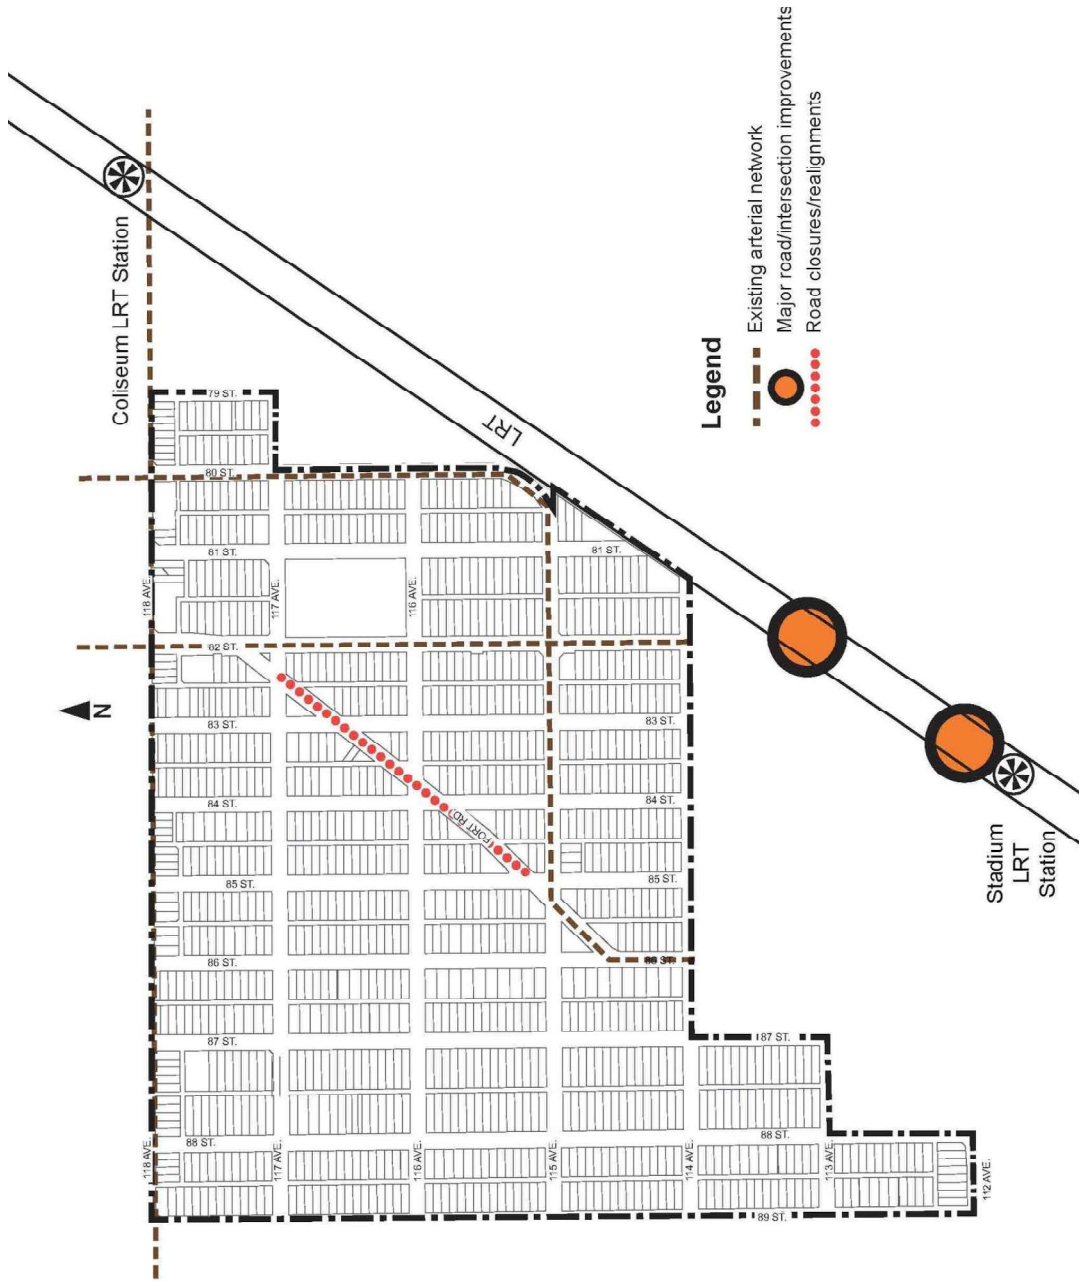 Coliseum LRT Station
79 ST.
80 ST.
81 ST.
118 AVE.
117 AVE.
116 AVE.
82 ST.
81 ST.
LRT
N
83 ST.
83 ST.
84 ST.
84 ST.
FORT RD.
85 ST.
85 ST.
86 ST.
86 ST.
87 ST.
87 ST.
88 ST.
88 ST.
118 AVE.
117 AVE.
116 AVE.
115 AVE.
114 AVE.
113 AVE.
112 AVE.
89 ST.
Stadium
LRT
Station
Legend
Existing arterial network
Major road/intersection improvements
Road closures/realignments